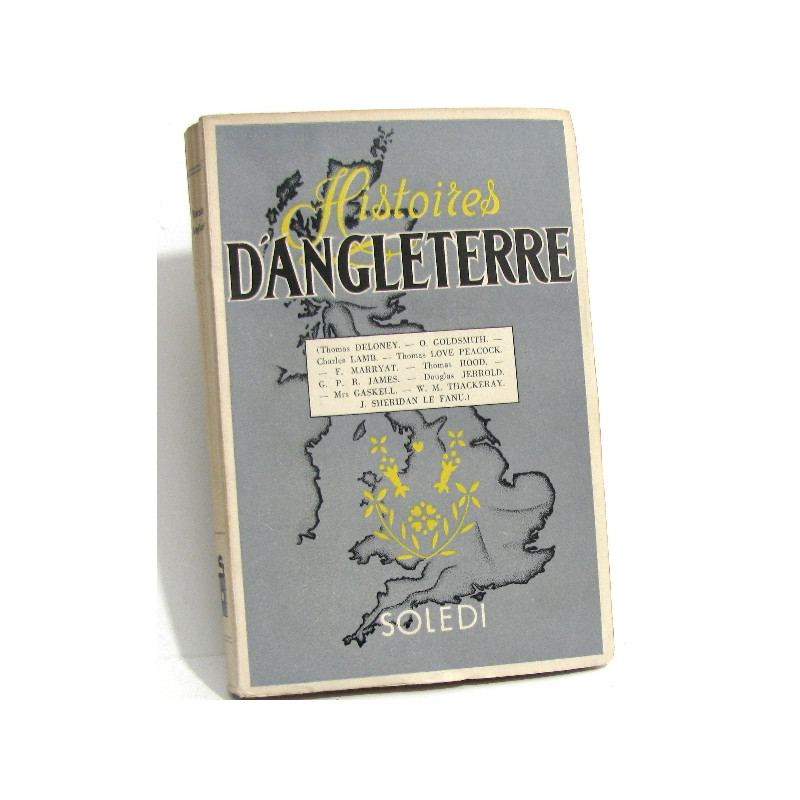 Histoires
D'ANGLETERRE
(Thomas DELONEY. — O. GOLDSMITH. —
Charles LAMB. — Thomas LOVE PEACOCK.
— F. MARRYAT. — Thomas HOOD, —
G. P. R. JAMES. — Douglas JERROLD.
— Mrs GASKELL. — W. M. THACKERAY.
J. SHERIDAN LE FANU.)
SOLEDI